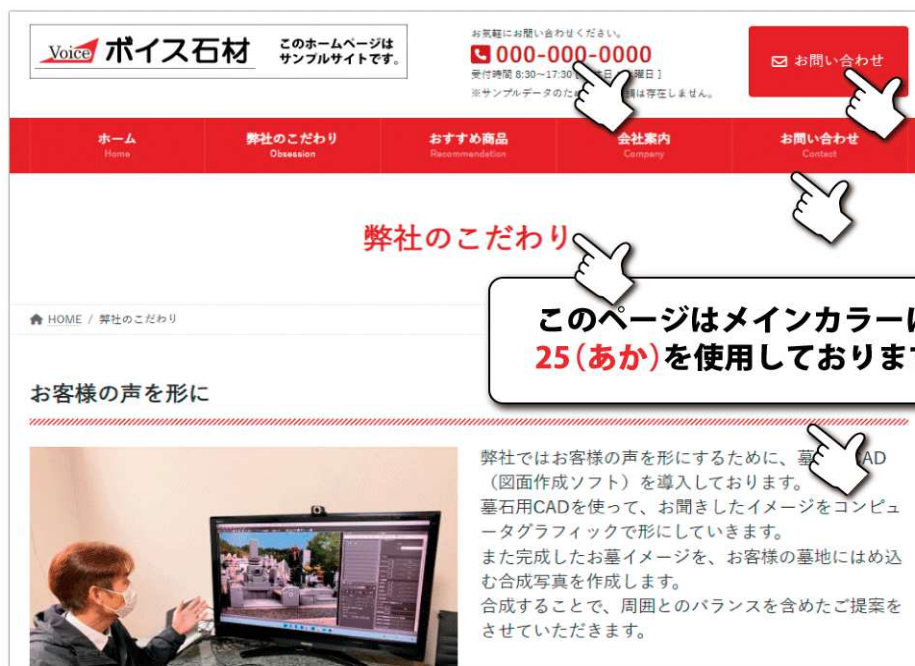 Voice ボイス石材
このホームページは
サンプルサイトです。
お気軽にお問い合わせください。
000-000-0000
受付時間 8:30～17:30
曜日 ]
※サンプルデータのため
は存在しません。
お問い合わせ
ホーム
Home
弊社のこだわり
Obsession
おすすめ商品
Recommendetion
会社案内
Company
お問い合わせ
Contact
弊社のこだわり
HOME / 弊社のこだわり
このページはメインカラーに
25(あか)を使用しております
お客様の声を形に
弊社ではお客様の声を形にするために、墓 AD
（図面作成ソフト）を導入しております。
墓石用CADを使って、お聞きしたイメージをコンピュ
ータグラフィックで形にしていきます。
また完成したお墓イメージを、お客様の墓地にはめ込
む合成写真を作成します。
合成することで、周囲とのバランスを含めたご提案を
させていただきます。